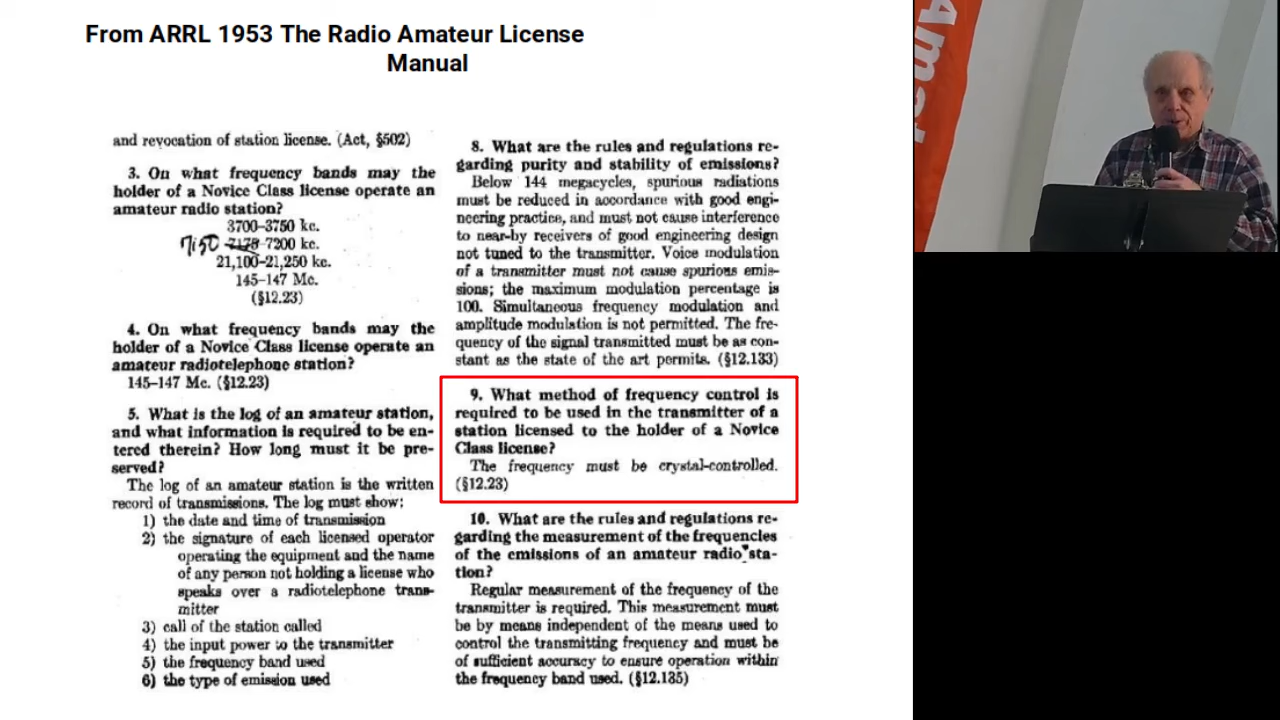 From ARRL 1953 The Radio Amateur License
Manual
and revocation of station license. (Act, §502)
3. On what frequency bands may the
holder of a Novice Class license operate an
amateur radio station?
3700–3750 kc.
7150 7178–7200 kc.
21,100–21,250 kc.
145–147 Mc.
(§12.23)
4. On what frequency bands may the
holder of a Novice Class license operate an
amateur radiotelephone station?
145–147 Mc. (§12.23)
5. What is the log of an amateur station,
and what information is required to be en-
tered therein? How long must it be pre-
served?
The log of an amateur station is the written
record of transmissions. The log must show:
1) the date and time of transmission
2) the signature of each licensed operator
operating the equipment and the name
of any person not holding a license who
speaks over a radiotelephone trans-
mitter
3) call of the station called
4) the input power to the transmitter
5) the frequency band used
6) the type of emission used
8. What are the rules and regulations re-
garding purity and stability of emissions?
Below 144 megacycles, spurious radiations
must be reduced in accordance with good engi-
neering practice, and must not cause interference
to near-by receivers of good engineering design
not tuned to the transmitter. Voice modulation
of a transmitter must not cause spurious emis-
sions; the maximum modulation percentage is
100. Simultaneous frequency modulation and
amplitude modulation is not permitted. The fre-
quency of the signal transmitted must be as con-
stant as the state of the art permits. (§12.133)
9. What method of frequency control is
required to be used in the transmitter of a
station licensed to the holder of a Novice
Class license?
The frequency must be crystal-controlled.
(§12.23)
10. What are the rules and regulations re-
garding the measurement of the frequencies
of the emissions of an amateur radio sta-
tion?
Regular measurement of the frequency of the
transmitter is required. This measurement must
be by means independent of the means used to
control the transmitting frequency and must be
of sufficient accuracy to ensure operation within
the frequency band used. (§12.135)